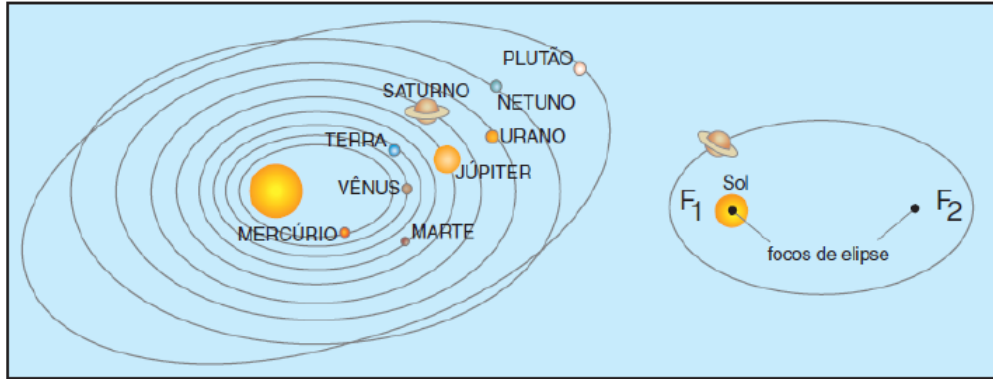 PLUTÃO
SATURNO
NETUNO
TERRA
URANO
JÚPITER
VÊNUS
MERCÚRIO
MARTE
Sol
F1
F2
focos de elipse